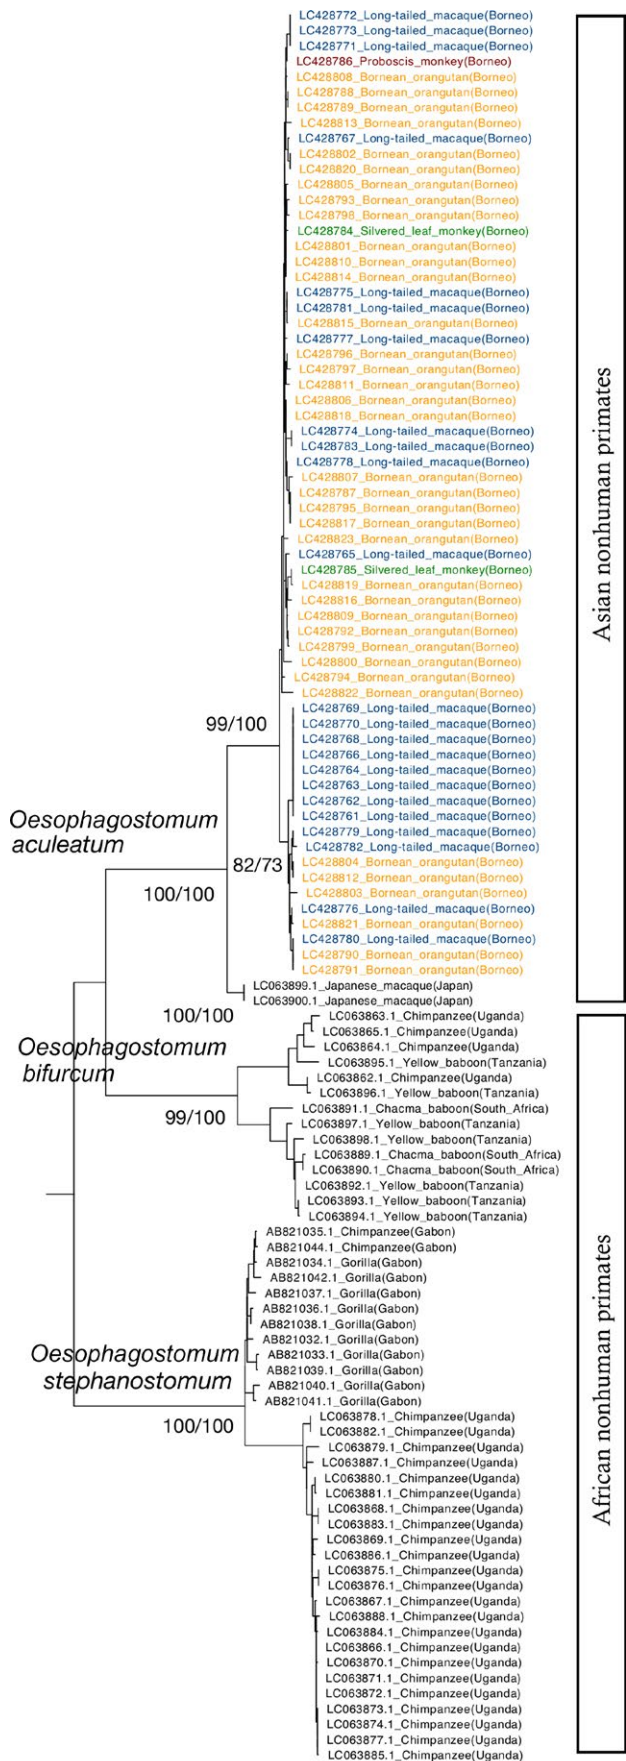 LC428772_Long-tailed_macaque(Borneo)
LC428773_Long-tailed_macaque(Borneo)
LC428771_Long-tailed_macaque(Borneo)
LC428786_Proboscis_monkey(Borneo)
LC428808_Bornean_orangutan(Borneo)
LC428788_Bornean_orangutan(Borneo)
LC428789_Bornean_orangutan(Borneo)
LC428813_Bornean_orangutan(Borneo)
LC428767_Long-tailed_macaque(Borneo)
LC428802_Bornean_orangutan(Borneo)
LC428820_Bornean_orangutan(Borneo)
LC428805_Bornean_orangutan(Borneo)
LC428793_Bornean_orangutan(Borneo)
LC428798_Bornean_orangutan(Borneo)
LC428784_Silvered_leaf_monkey(Borneo)
LC428801_Bornean_orangutan(Borneo)
LC428810_Bornean_orangutan(Borneo)
LC428814_Bornean_orangutan(Borneo)
LC428775_Long-tailed_macaque(Borneo)
LC428781_Long-tailed_macaque(Borneo)
LC428815_Bornean_orangutan(Borneo)
LC428777_Long-tailed_macaque(Borneo)
LC428796_Bornean_orangutan(Borneo)
LC428797_Bornean_orangutan(Borneo)
LC428811_Bornean_orangutan(Borneo)
LC428806_Bornean_orangutan(Borneo)
LC428818_Bornean_orangutan(Borneo)
LC428774_Long-tailed_macaque(Borneo)
LC428783_Long-tailed_macaque(Borneo)
LC428778_Long-tailed_macaque(Borneo)
LC428807_Bornean_orangutan(Borneo)
LC428787_Bornean_orangutan(Borneo)
LC428795_Bornean_orangutan(Borneo)
LC428817_Bornean_orangutan(Borneo)
LC428823_Bornean_orangutan(Borneo)
LC428765_Long-tailed_macaque(Borneo)
LC428785_Silvered_leaf_monkey(Borneo)
LC428819_Bornean_orangutan(Borneo)
LC428816_Bornean_orangutan(Borneo)
LC428809_Bornean_orangutan(Borneo)
LC428792_Bornean_orangutan(Borneo)
LC428799_Bornean_orangutan(Borneo)
LC428800_Bornean_orangutan(Borneo)
LC428794_Bornean_orangutan(Borneo)
LC428822_Bornean_orangutan(Borneo)
LC428769_Long-tailed_macaque(Borneo)
LC428770_Long-tailed_macaque(Borneo)
LC428768_Long-tailed_macaque(Borneo)
LC428766_Long-tailed_macaque(Borneo)
LC428764_Long-tailed_macaque(Borneo)
LC428763_Long-tailed_macaque(Borneo)
LC428762_Long-tailed_macaque(Borneo)
LC428761_Long-tailed_macaque(Borneo)
LC428779_Long-tailed_macaque(Borneo)
LC428782_Long-tailed_macaque(Borneo)
LC428804_Bornean_orangutan(Borneo)
LC428812_Bornean_orangutan(Borneo)
LC428803_Bornean_orangutan(Borneo)
LC428776_Long-tailed_macaque(Borneo)
LC428821_Bornean_orangutan(Borneo)
LC428780_Long-tailed_macaque(Borneo)
LC428790_Bornean_orangutan(Borneo)
LC428791_Bornean_orangutan(Borneo)
LC063899.1_Japanese_macaque(Japan)
LC063900.1_Japanese_macaque(Japan)
99/100
Oesophagostomum
aculeatum
82/73
100/100
Asian nonhuman primates
100/100
LC063863.1_Chimpanzee(Uganda)
LC063865.1_Chimpanzee(Uganda)
LC063864.1_Chimpanzee(Uganda)
LC063895.1_Yellow_baboon(Tanzania)
LC063862.1_Chimpanzee(Uganda)
LC063896.1_Yellow_baboon(Tanzania)
LC063891.1_Chacma_baboon(South_Africa)
LC063897.1_Yellow_baboon(Tanzania)
LC063898.1_Yellow_baboon(Tanzania)
LC063889.1_Chacma_baboon(South_Africa)
LC063890.1_Chacma_baboon(South_Africa)
LC063892.1_Yellow_baboon(Tanzania)
LC063893.1_Yellow_baboon(Tanzania)
LC063894.1_Yellow_baboon(Tanzania)
Oesophagostomum
bifurcum
99/100
AB821035.1_Chimpanzee(Gabon)
AB821044.1_Chimpanzee(Gabon)
AB821034.1_Gorilla(Gabon)
AB821042.1_Gorilla(Gabon)
AB821037.1_Gorilla(Gabon)
AB821036.1_Gorilla(Gabon)
AB821038.1_Gorilla(Gabon)
AB821032.1_Gorilla(Gabon)
AB821033.1_Gorilla(Gabon)
AB821039.1_Gorilla(Gabon)
AB821040.1_Gorilla(Gabon)
AB821041.1_Gorilla(Gabon)
Oesophagostomum
stephanostomum
100/100
LC063878.1_Chimpanzee(Uganda)
LC063882.1_Chimpanzee(Uganda)
LC063879.1_Chimpanzee(Uganda)
LC063887.1_Chimpanzee(Uganda)
LC063880.1_Chimpanzee(Uganda)
LC063881.1_Chimpanzee(Uganda)
LC063868.1_Chimpanzee(Uganda)
LC063883.1_Chimpanzee(Uganda)
LC063869.1_Chimpanzee(Uganda)
LC063886.1_Chimpanzee(Uganda)
LC063875.1_Chimpanzee(Uganda)
LC063876.1_Chimpanzee(Uganda)
LC063867.1_Chimpanzee(Uganda)
LC063888.1_Chimpanzee(Uganda)
LC063884.1_Chimpanzee(Uganda)
LC063866.1_Chimpanzee(Uganda)
LC063870.1_Chimpanzee(Uganda)
LC063871.1_Chimpanzee(Uganda)
LC063872.1_Chimpanzee(Uganda)
LC063873.1_Chimpanzee(Uganda)
LC063874.1_Chimpanzee(Uganda)
LC063877.1_Chimpanzee(Uganda)
LC063885.1_Chimpanzee(Uganda)
African nonhuman primates